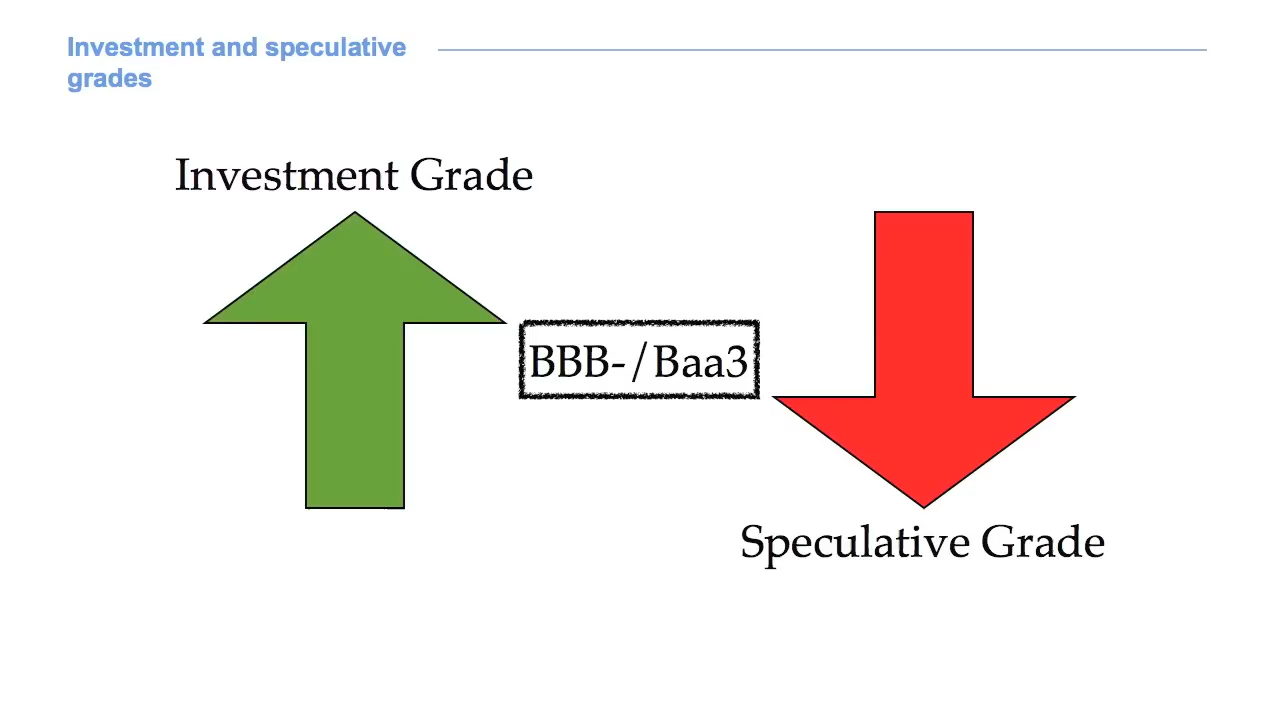 Investment and speculative
grades
Investment Grade
BBB-/Baa3
Speculative Grade